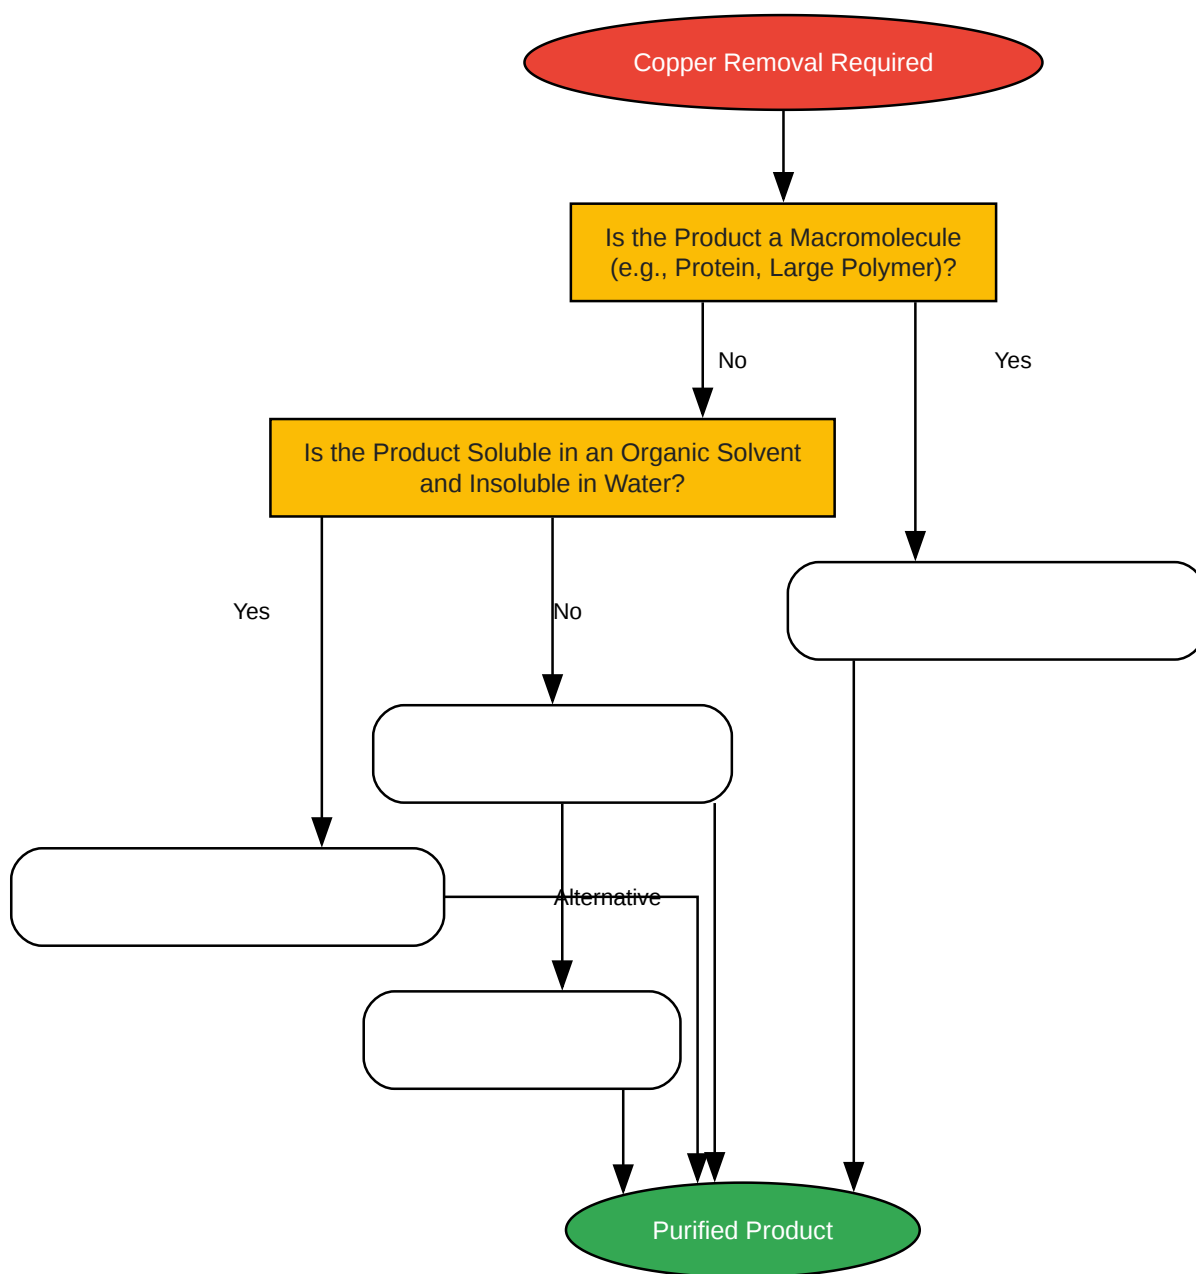 Copper Removal Required
Is the Product a Macromolecule
(e.g., Protein, Large Polymer)?
No
Yes
Is the Product Soluble in an Organic Solvent
and Insoluble in Water?
Yes
No
Alternative
Purified Product